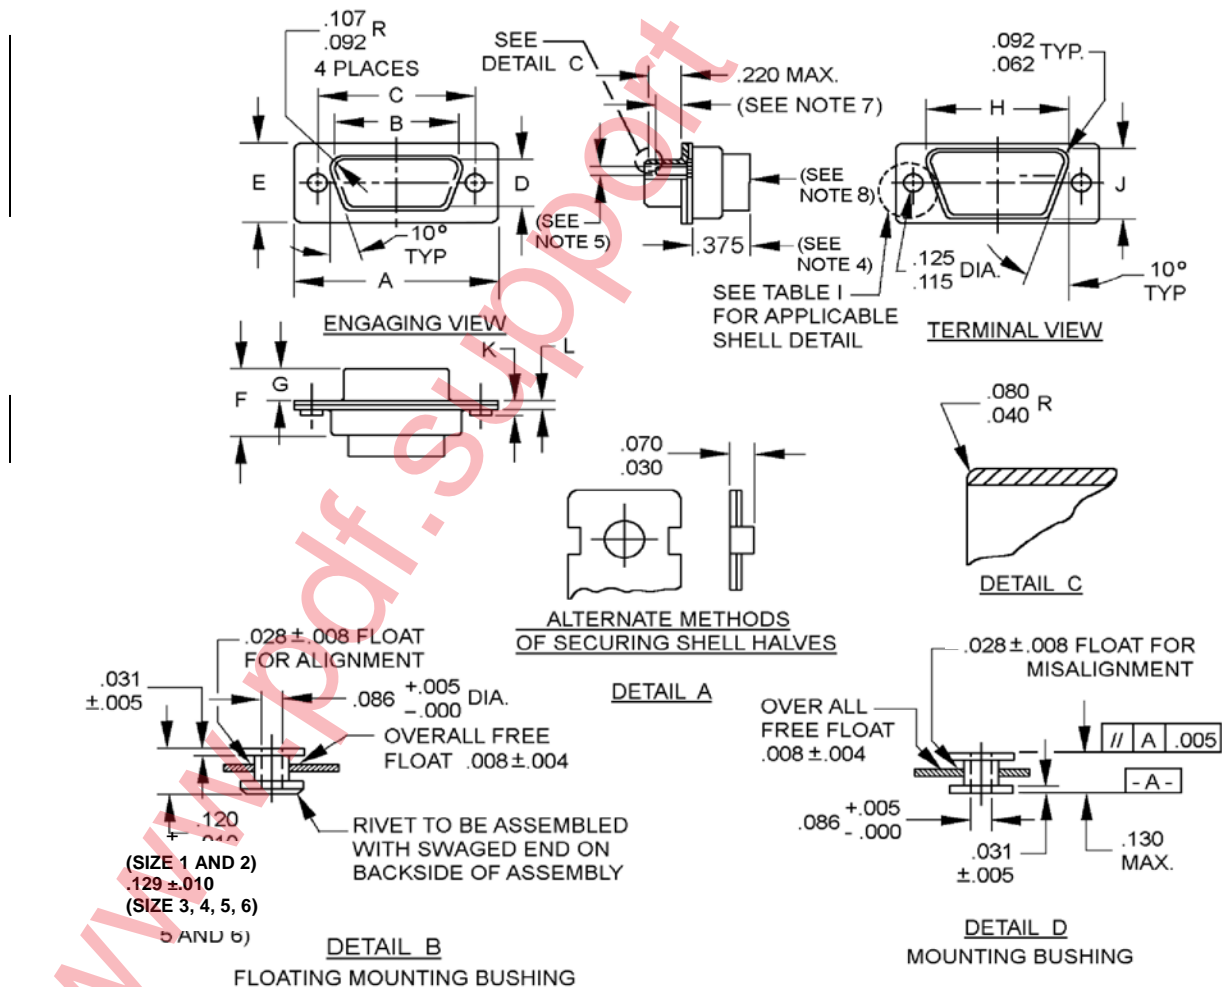 .107
.092 R
4 PLACES
C
B
E
D
10° TYP
A
ENGAGING VIEW
SEE DETAIL C
.220 MAX.
(SEE NOTE 7)
(SEE NOTE 8)
(SEE NOTE 5)
.375
(SEE NOTE 4)
.092
.062 TYP.
H
J
.125
.115 DIA.
10°
TYP
SEE TABLE I
FOR APPLICABLE
SHELL DETAIL
TERMINAL VIEW
K
L
G
F
.070
.030
ALTERNATE METHODS
OF SECURING SHELL HALVES
DETAIL A
.080
.040 R
DETAIL C
.028 ±.008 FLOAT
FOR ALIGNMENT
.031
±.005
.086 +.005 -.000 DIA.
OVERALL FREE
FLOAT .008 ±.004
.120
(SIZE 1 AND 2)
.129 ±.010
(SIZE 3, 4, 5, 6)
5 AND 6)
RIVET TO BE ASSEMBLED
WITH SWAGED END ON
BACKSIDE OF ASSEMBLY
DETAIL B
FLOATING MOUNTING BUSHING
.028 ±.008 FLOAT FOR
MISALIGNMENT
OVER ALL
FREE FLOAT
.008 ±.004
// A .005
- A -
.086 +.005 - .000
.031
±.005
.130
MAX.
DETAIL D
MOUNTING BUSHING
www.pdf.support